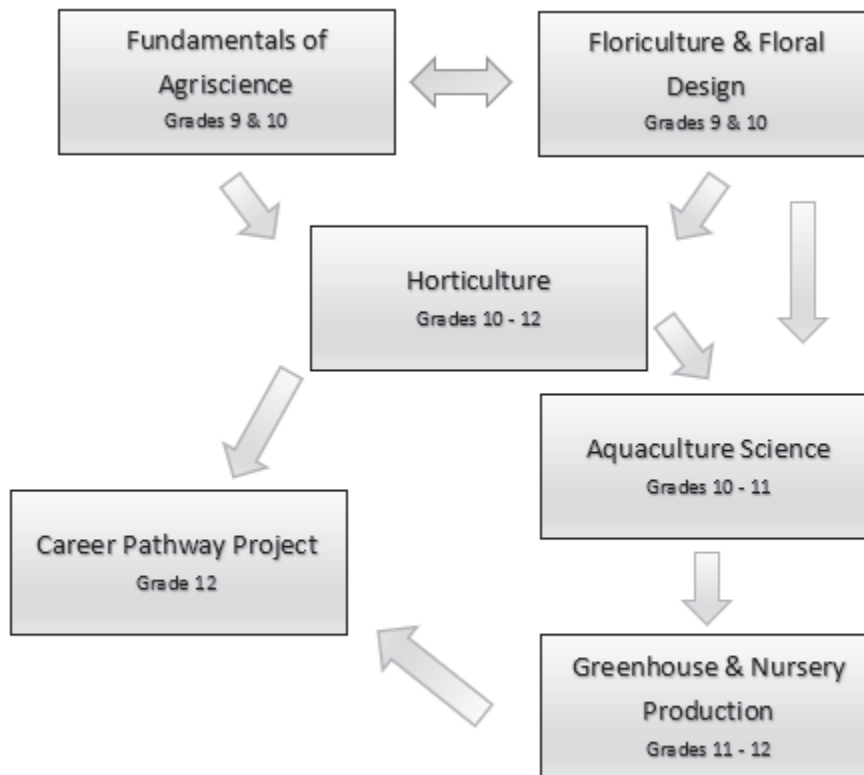 Fundamentals of
Agriscience
Grades 9 & 10
Floriculture & Floral
Design
Grades 9 & 10
Horticulture
Grades 10 - 12
Aquaculture Science
Grades 10 - 11
Career Pathway Project
Grade 12
Greenhouse & Nursery
Production
Grades 11 - 12